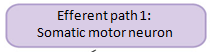 Efferent path 1:
Somatic motor neuron